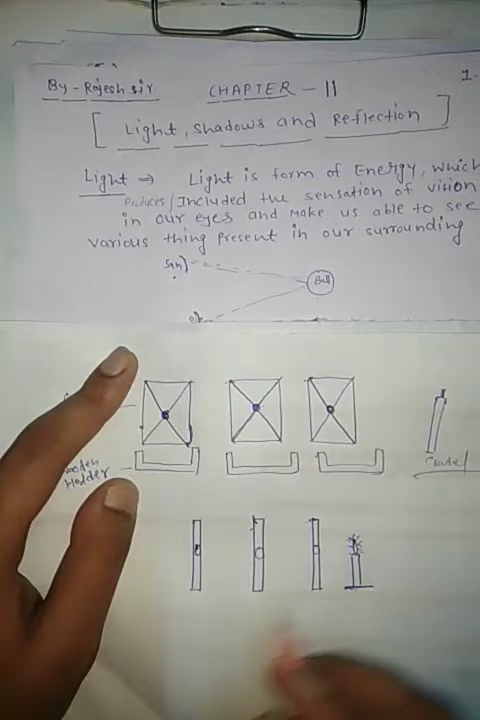 By - Rajesh sir
CHAPTER - 11
1.
[ Light, shadows and Reflection ]
Light ⇒ Light is form of Energy, which
Produces / Included the sensation of vision
in our eyes and make us able to see
various thing present in our surrounding
Sun
Ball
wooden
Holder